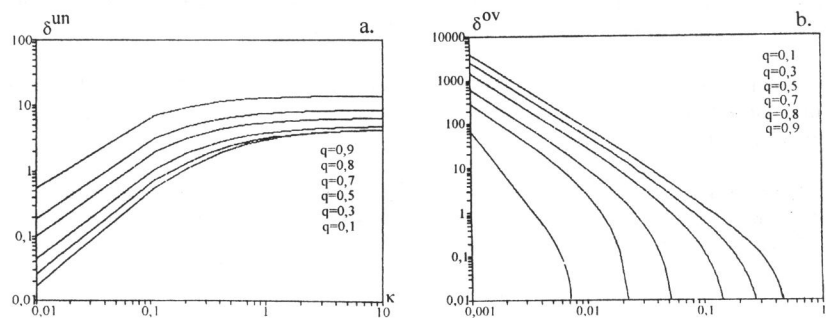 δun
a.
100
10
1
0,1
0,01
q=0,9
q=0,8
q=0,7
q=0,5
q=0,3
q=0,1
0,01 0,1 1 κ 10
δov
b.
10000
1000
100
10
1
0,1
0,01
q=0,1
q=0,3
q=0,5
q=0,7
q=0,8
q=0,9
0,001 0,01 0,1 1